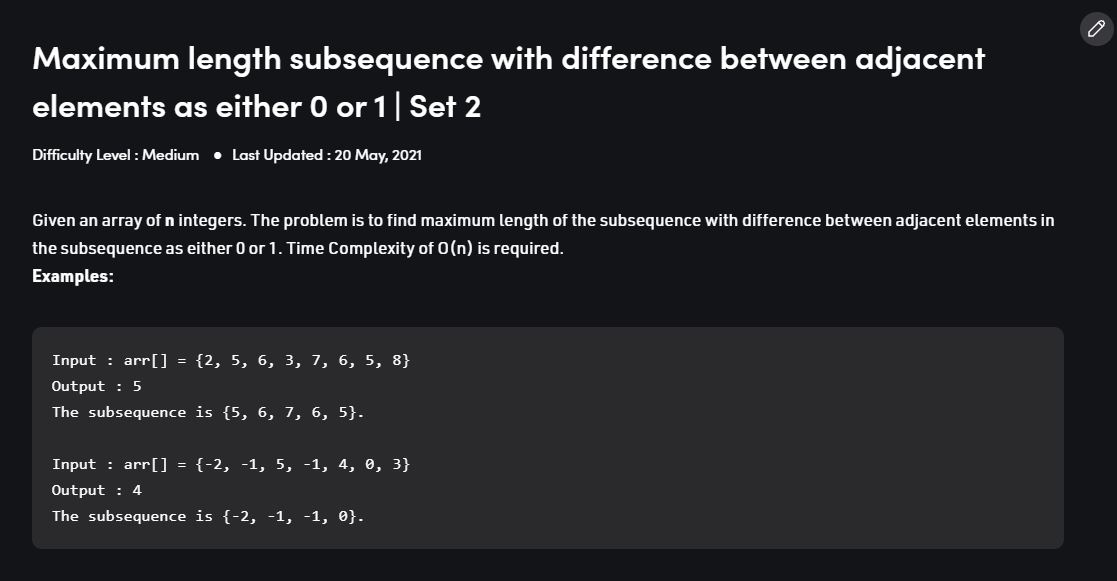 Maximum length subsequence with difference between adjacent
elements as either 0 or 1 | Set 2
Difficulty Level : Medium ● Last Updated : 20 May, 2021
Given an array of n integers. The problem is to find maximum length of the subsequence with difference between adjacent elements in
the subsequence as either 0 or 1. Time Complexity of O(n) is required.
Examples:
Input : arr[] = {2, 5, 6, 3, 7, 6, 5, 8}
Output : 5
The subsequence is {5, 6, 7, 6, 5}.
Input : arr[] = {-2, -1, 5, -1, 4, 0, 3}
Output : 4
The subsequence is {-2, -1, -1, 0}.